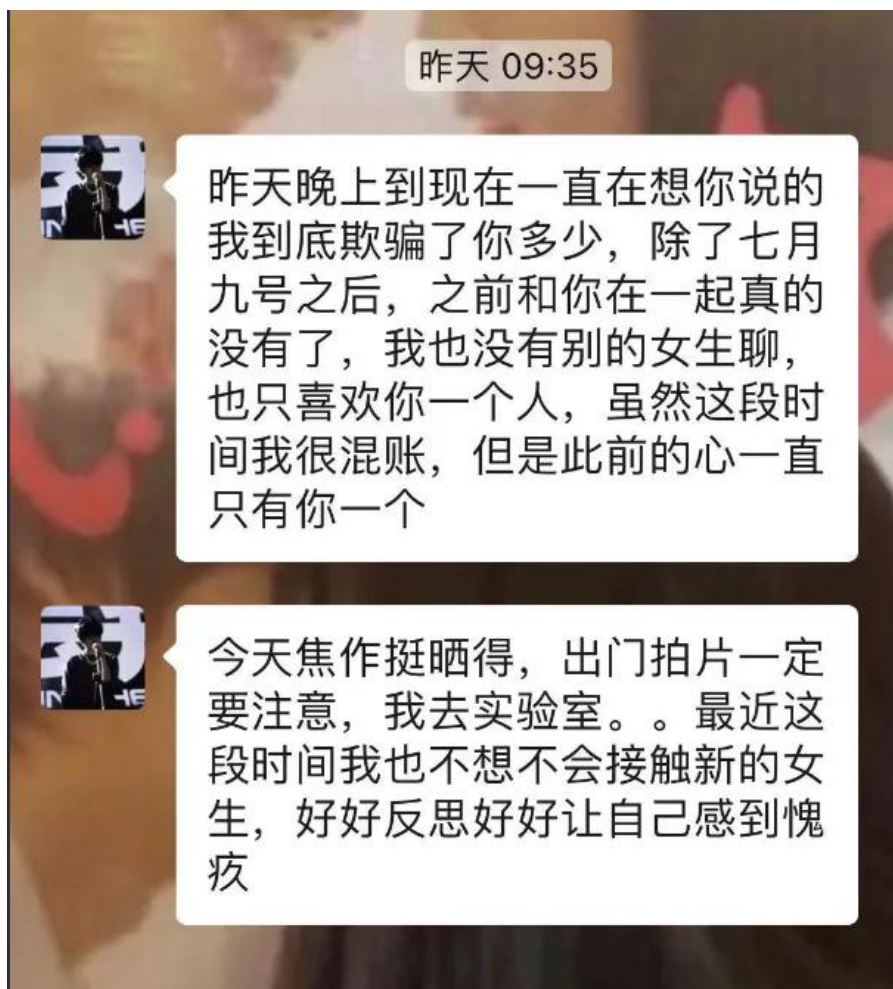 昨天 09:35
昨天晚上到现在一直在想你说的
我到底欺骗了你多少，除了七月
九号之后，之前和你在一起真的
没有了，我也没有别的女生聊，
也只喜欢你一个人，虽然这段时
间我很混账，但是此前的心一直
只有你一个
今天焦作挺晒得，出门拍片一定
要注意，我去实验室。。最近这
段时间我也不想不会接触新的女
生，好好反思好好让自己感到愧
疚